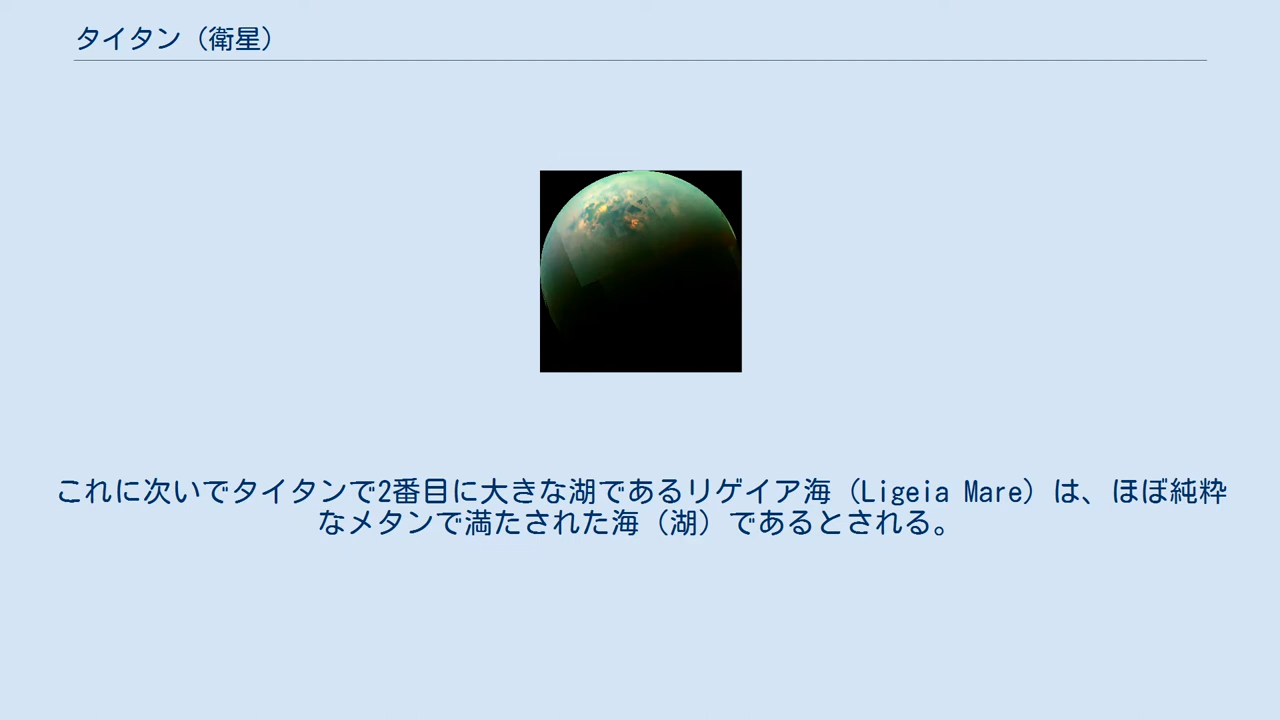 タイタン（衛星）
これに次いでタイタンで2番目に大きな湖であるリゲイア海（Ligeia Mare）は、ほぼ純粋
なメタンで満たされた海（湖）であるとされる。